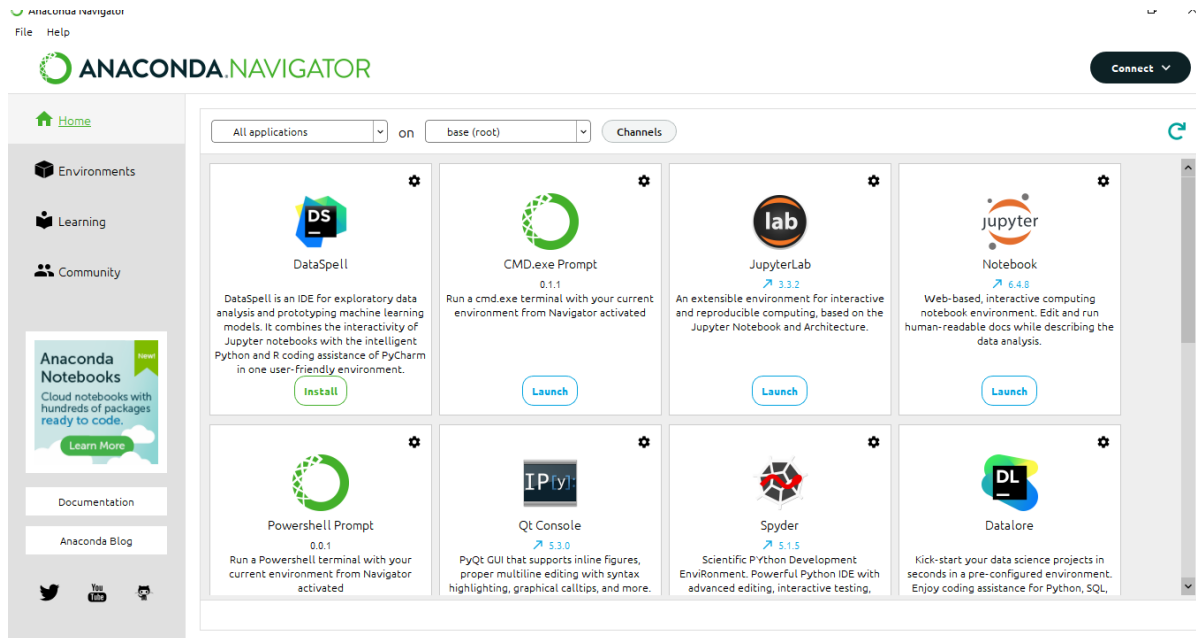 Anaconda Navigator
File Help
ANACONDA.NAVIGATOR
Connect
Home
Environments
Learning
Community
Anaconda
Notebooks
New!
Cloud notebooks with
hundreds of packages
ready to code.
Learn More
Documentation
Anaconda Blog
You
Tube
All applications on base (root) Channels
DS
DataSpell
DataSpell is an IDE for exploratory data
analysis and prototyping machine learning
models. It combines the interactivity of
Jupyter notebooks with the intelligent
Python and R coding assistance of PyCharm
in one user-friendly environment.
Install
CMD.exe Prompt
0.1.1
Run a cmd.exe terminal with your current
environment from Navigator activated
Launch
lab
JupyterLab
3.3.2
An extensible environment for interactive
and reproducible computing, based on the
Jupyter Notebook and Architecture.
Launch
jupyter
Notebook
6.4.8
Web-based, interactive computing
notebook environment. Edit and run
human-readable docs while describing the
data analysis.
Launch
Powershell Prompt
0.0.1
Run a Powershell terminal with your
current environment from Navigator
activated
IP[y]:
Qt Console
5.3.0
PyQt GUI that supports inline figures,
proper multiline editing with syntax
highlighting, graphical calltips, and more.
Spyder
5.1.5
Scientific PYthon Development
EnviRonment. Powerful Python IDE with
advanced editing, interactive testing,
DL
Datalore
Kick-start your data science projects in
seconds in a pre-configured environment.
Enjoy coding assistance for Python, SQL,